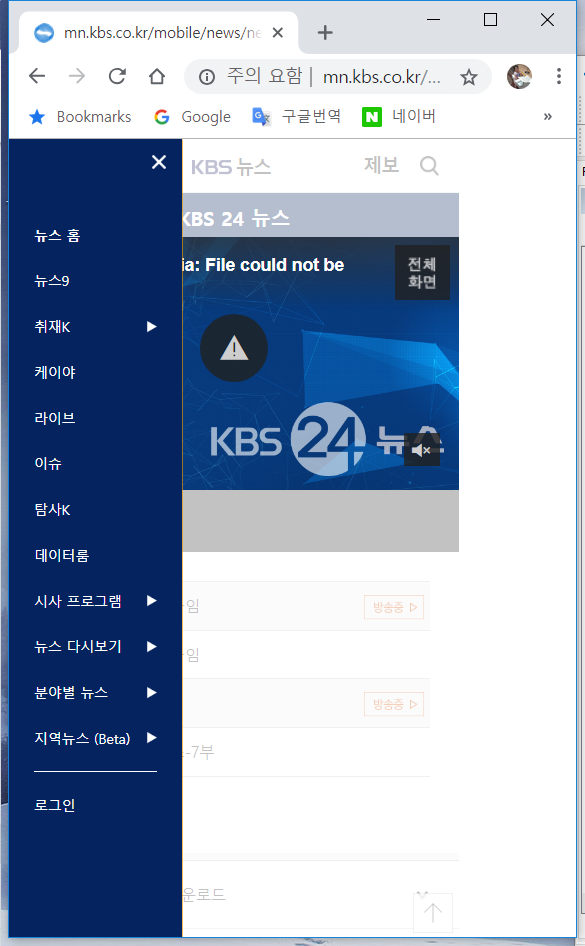 mn.kbs.co.kr/mobile/news/ne
주의 요함 | mn.kbs.co.kr/...
Bookmarks Google 구글번역 네이버 »
KBS 뉴스 제보
KBS 24 뉴스
뉴스 홈
뉴스9
취재K
케이야
라이브
이슈
탐사K
데이터룸
시사 프로그램
뉴스 다시보기
분야별 뉴스
지역뉴스 (Beta)
로그인
ia: File could not be
전체
화면
KBS 24 뉴스
임
방송중
임
방송중
-7부
운로드